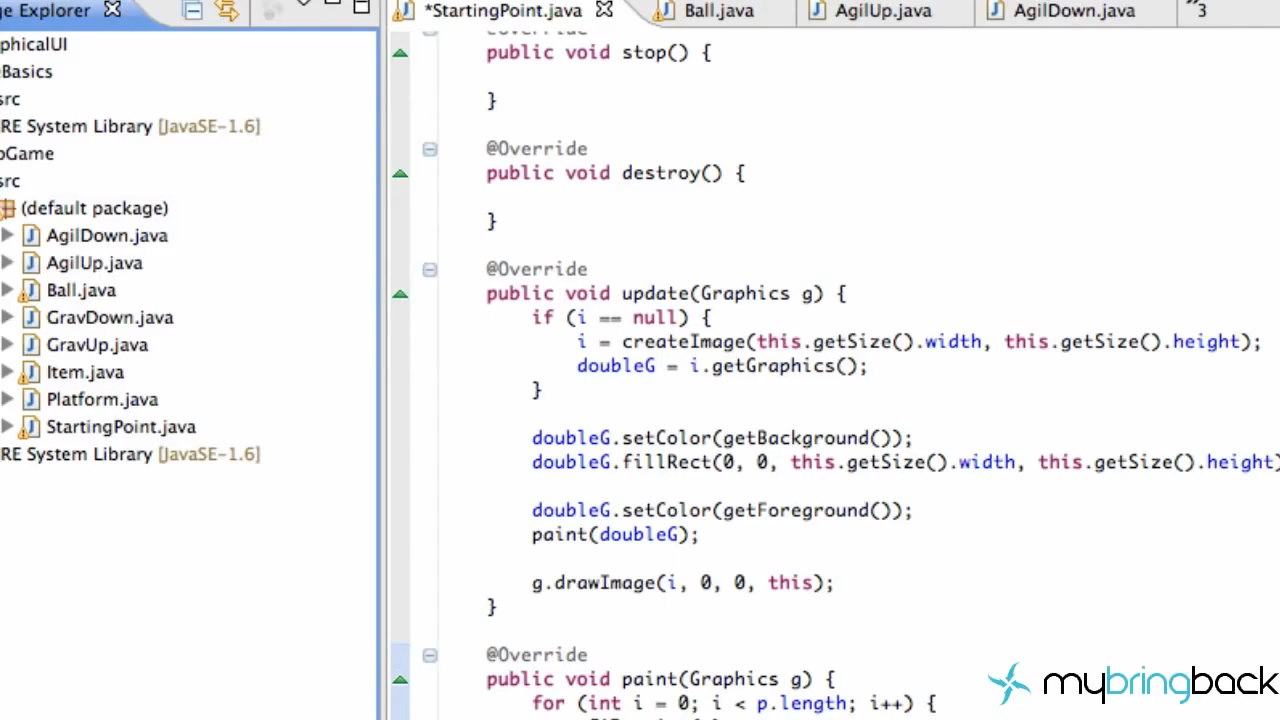 ge Explorer
*StartingPoint.java
Ball.java
AgilUp.java
AgilDown.java
"3
phicalUI
eBasics
src
RE System Library [JavaSE-1.6]
oGame
src
(default package)
AgilDown.java
AgilUp.java
Ball.java
GravDown.java
GravUp.java
Item.java
Platform.java
StartingPoint.java
RE System Library [JavaSE-1.6]
@Override
public void stop() {
}
@Override
public void destroy() {
}
@Override
public void update(Graphics g) {
if (i == null) {
i = createImage(this.getSize().width, this.getSize().height);
doubleG = i.getGraphics();
}
doubleG.setColor(getBackground());
doubleG.fillRect(0, 0, this.getSize().width, this.getSize().height)
doubleG.setColor(getForeground());
paint(doubleG);
g.drawImage(i, 0, 0, this);
}
@Override
public void paint(Graphics g) {
for (int i = 0; i < p.length; i++) {
mybringback